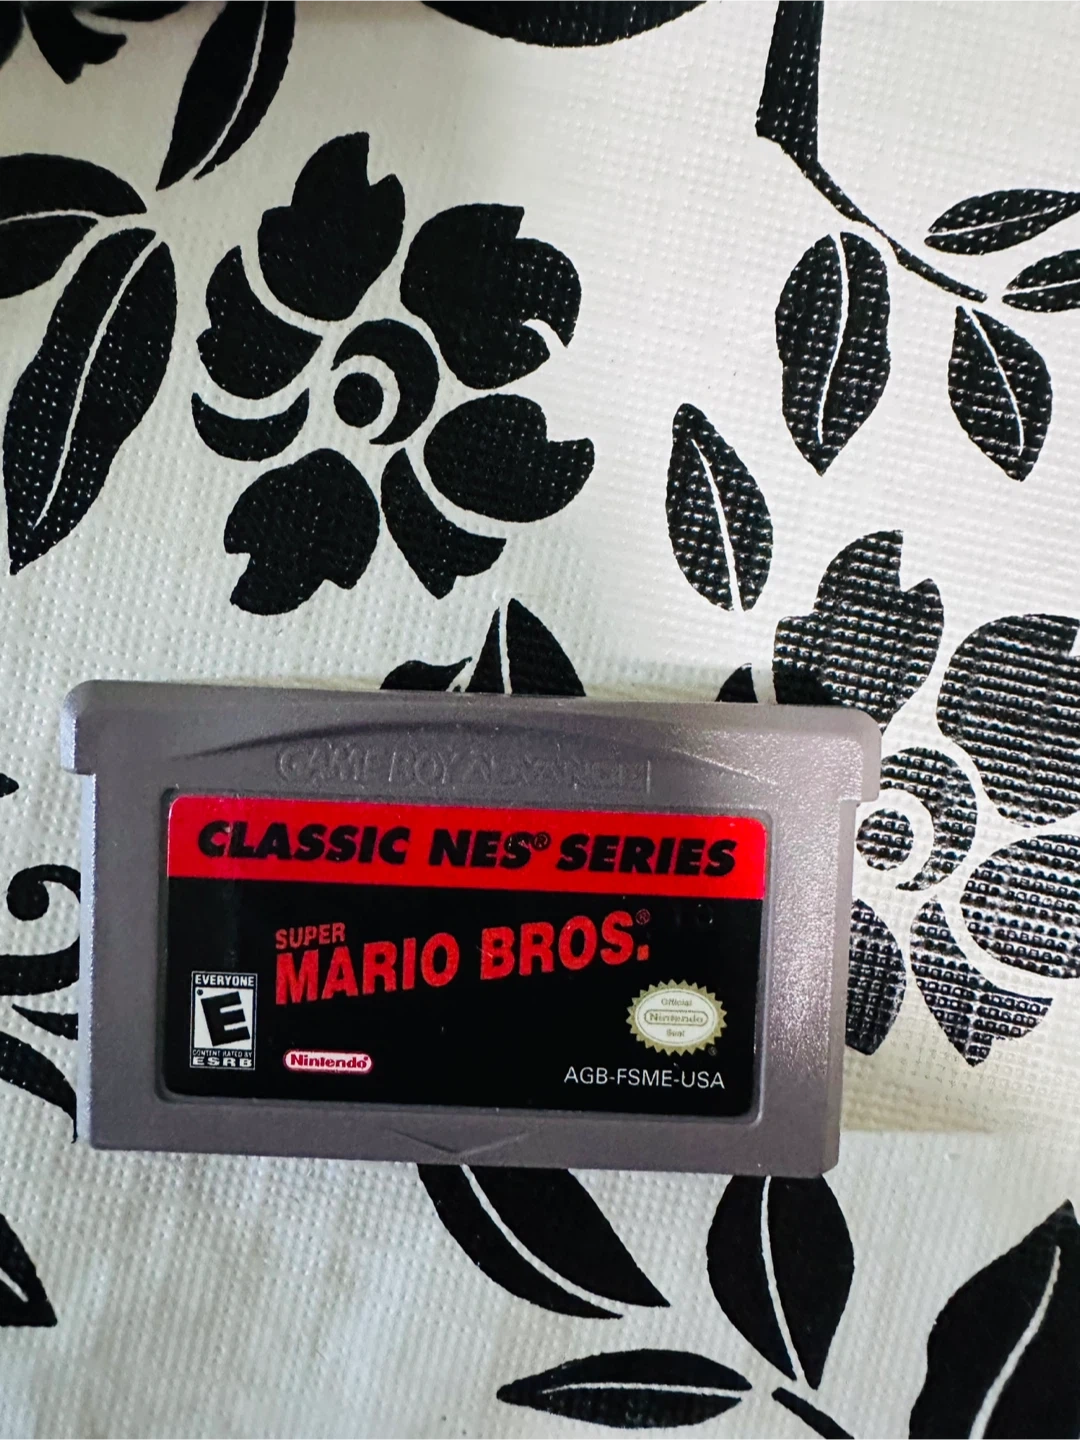 GAME BOY ADVANCE
CLASSIC NES® SERIES
SUPER
MARIO BROS.®
EVERYONE
E
CONTENT RATED BY
ESRB
Nintendo®
Official
Nintendo
Seal
®
AGB-FSME-USA